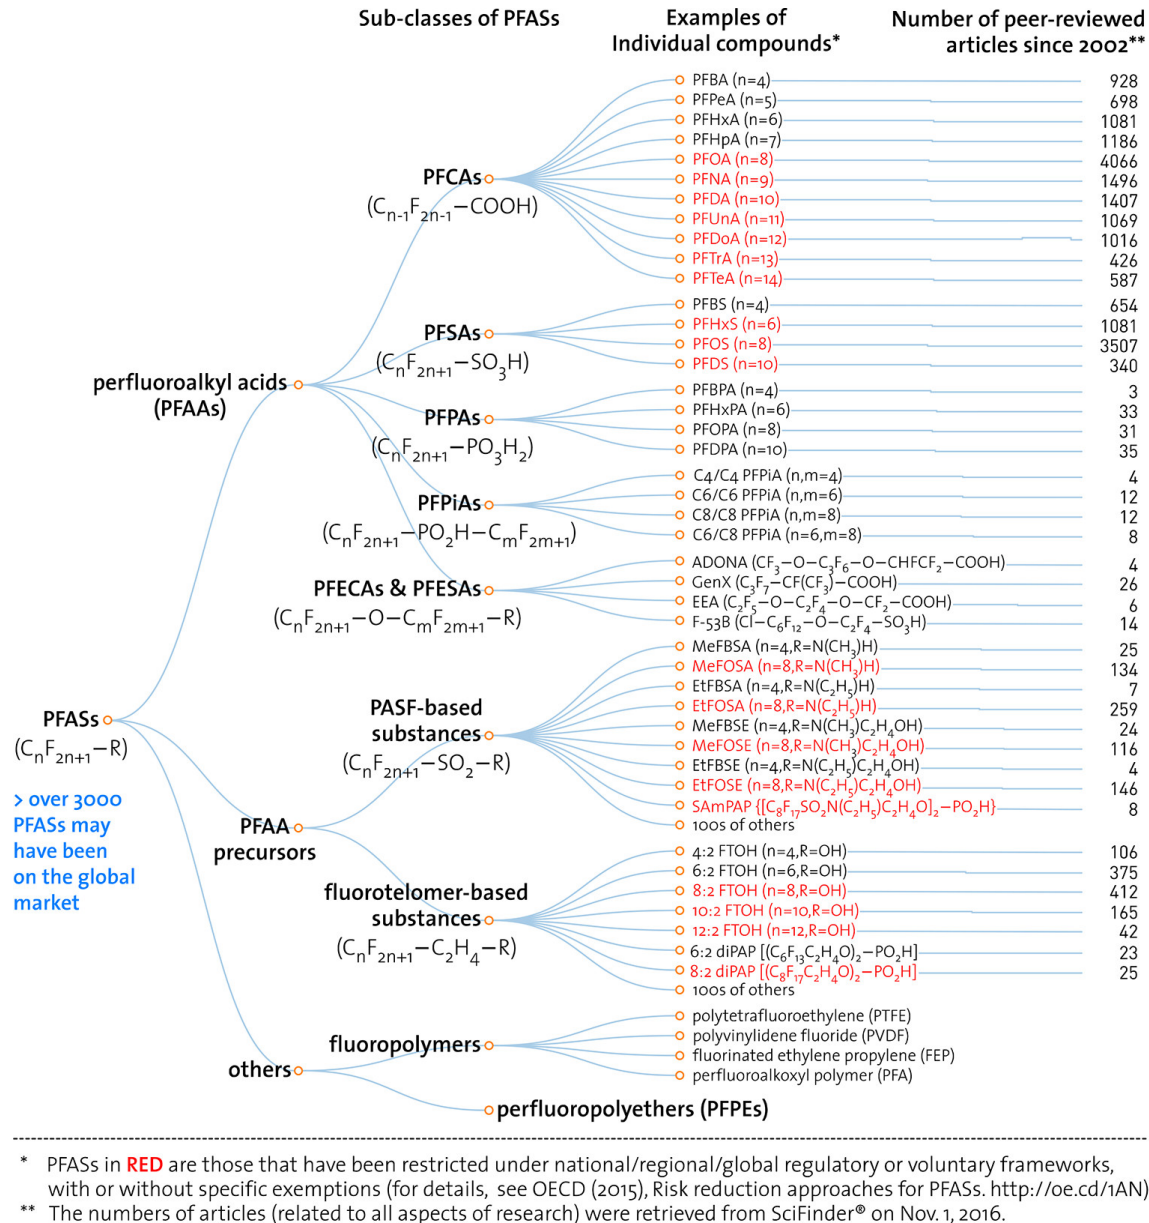 Sub-classes of PFASs
Examples of
Individual compounds*
Number of peer-reviewed
articles since 2002**
PFASs
(CnF2n+1−R)
> over 3000
PFASs may
have been
on the global
market
perfluoroalkyl acids
(PFAAs)
PFCAs
(Cn-1F2n-1−COOH)
PFBA (n=4) 928
PFPeA (n=5) 698
PFHxA (n=6) 1081
PFHpA (n=7) 1186
PFOA (n=8) 4066
PFNA (n=9) 1496
PFDA (n=10) 1407
PFUnA (n=11) 1069
PFDoA (n=12) 1016
PFTrA (n=13) 426
PFTeA (n=14) 587
PFSAs
(CnF2n+1−SO3H)
PFBS (n=4) 654
PFHxS (n=6) 1081
PFOS (n=8) 3507
PFDS (n=10) 340
PFPAs
(CnF2n+1−PO3H2)
PFBPA (n=4) 3
PFHxPA (n=6) 33
PFOPA (n=8) 31
PFDPA (n=10) 35
PFPiAs
(CnF2n+1−PO2H−CmF2m+1)
C4/C4 PFPiA (n,m=4) 4
C6/C6 PFPiA (n,m=6) 12
C8/C8 PFPiA (n,m=8) 12
C6/C8 PFPiA (n=6,m=8) 8
PFECAs & PFESAs
(CnF2n+1−O−CmF2m+1−R)
ADONA (CF3−O−C3F6−O−CHFCF2−COOH) 4
GenX (C3F7−CF(CF3)−COOH) 26
EEA (C2F5−O−C2F4−O−CF2−COOH) 6
F-53B (Cl−C6F12−O−C2F4−SO3H) 14
PFAA
precursors
PASF-based
substances
(CnF2n+1−SO2−R)
MeFBSA (n=4,R=N(CH3)H) 25
MeFOSA (n=8,R=N(CH3)H) 134
EtFBSA (n=4,R=N(C2H5)H) 7
EtFOSA (n=8,R=N(C2H5)H) 259
MeFBSE (n=4,R=N(CH3)C2H4OH) 24
MeFOSE (n=8,R=N(CH3)C2H4OH) 116
EtFBSE (n=4,R=N(C2H5)C2H4OH) 4
EtFOSE (n=8,R=N(C2H5)C2H4OH) 146
SAmPAP {[C8F17SO2N(C2H5)C2H4O]2−PO2H} 8
100s of others
fluorotelomer-based
substances
(CnF2n+1−C2H4−R)
4:2 FTOH (n=4,R=OH) 106
6:2 FTOH (n=6,R=OH) 375
8:2 FTOH (n=8,R=OH) 412
10:2 FTOH (n=10,R=OH) 165
12:2 FTOH (n=12,R=OH) 42
6:2 diPAP [(C6F13C2H4O)2−PO2H] 23
8:2 diPAP [(C8F17C2H4O)2−PO2H] 25
100s of others
others
fluoropolymers
polytetrafluoroethylene (PTFE)
polyvinylidene fluoride (PVDF)
fluorinated ethylene propylene (FEP)
perfluoroalkoxyl polymer (PFA)
perfluoropolyethers (PFPEs)
* PFASs in RED are those that have been restricted under national/regional/global regulatory or voluntary frameworks,
with or without specific exemptions (for details, see OECD (2015), Risk reduction approaches for PFASs. http://oe.cd/1AN)
** The numbers of articles (related to all aspects of research) were retrieved from SciFinder® on Nov. 1, 2016.